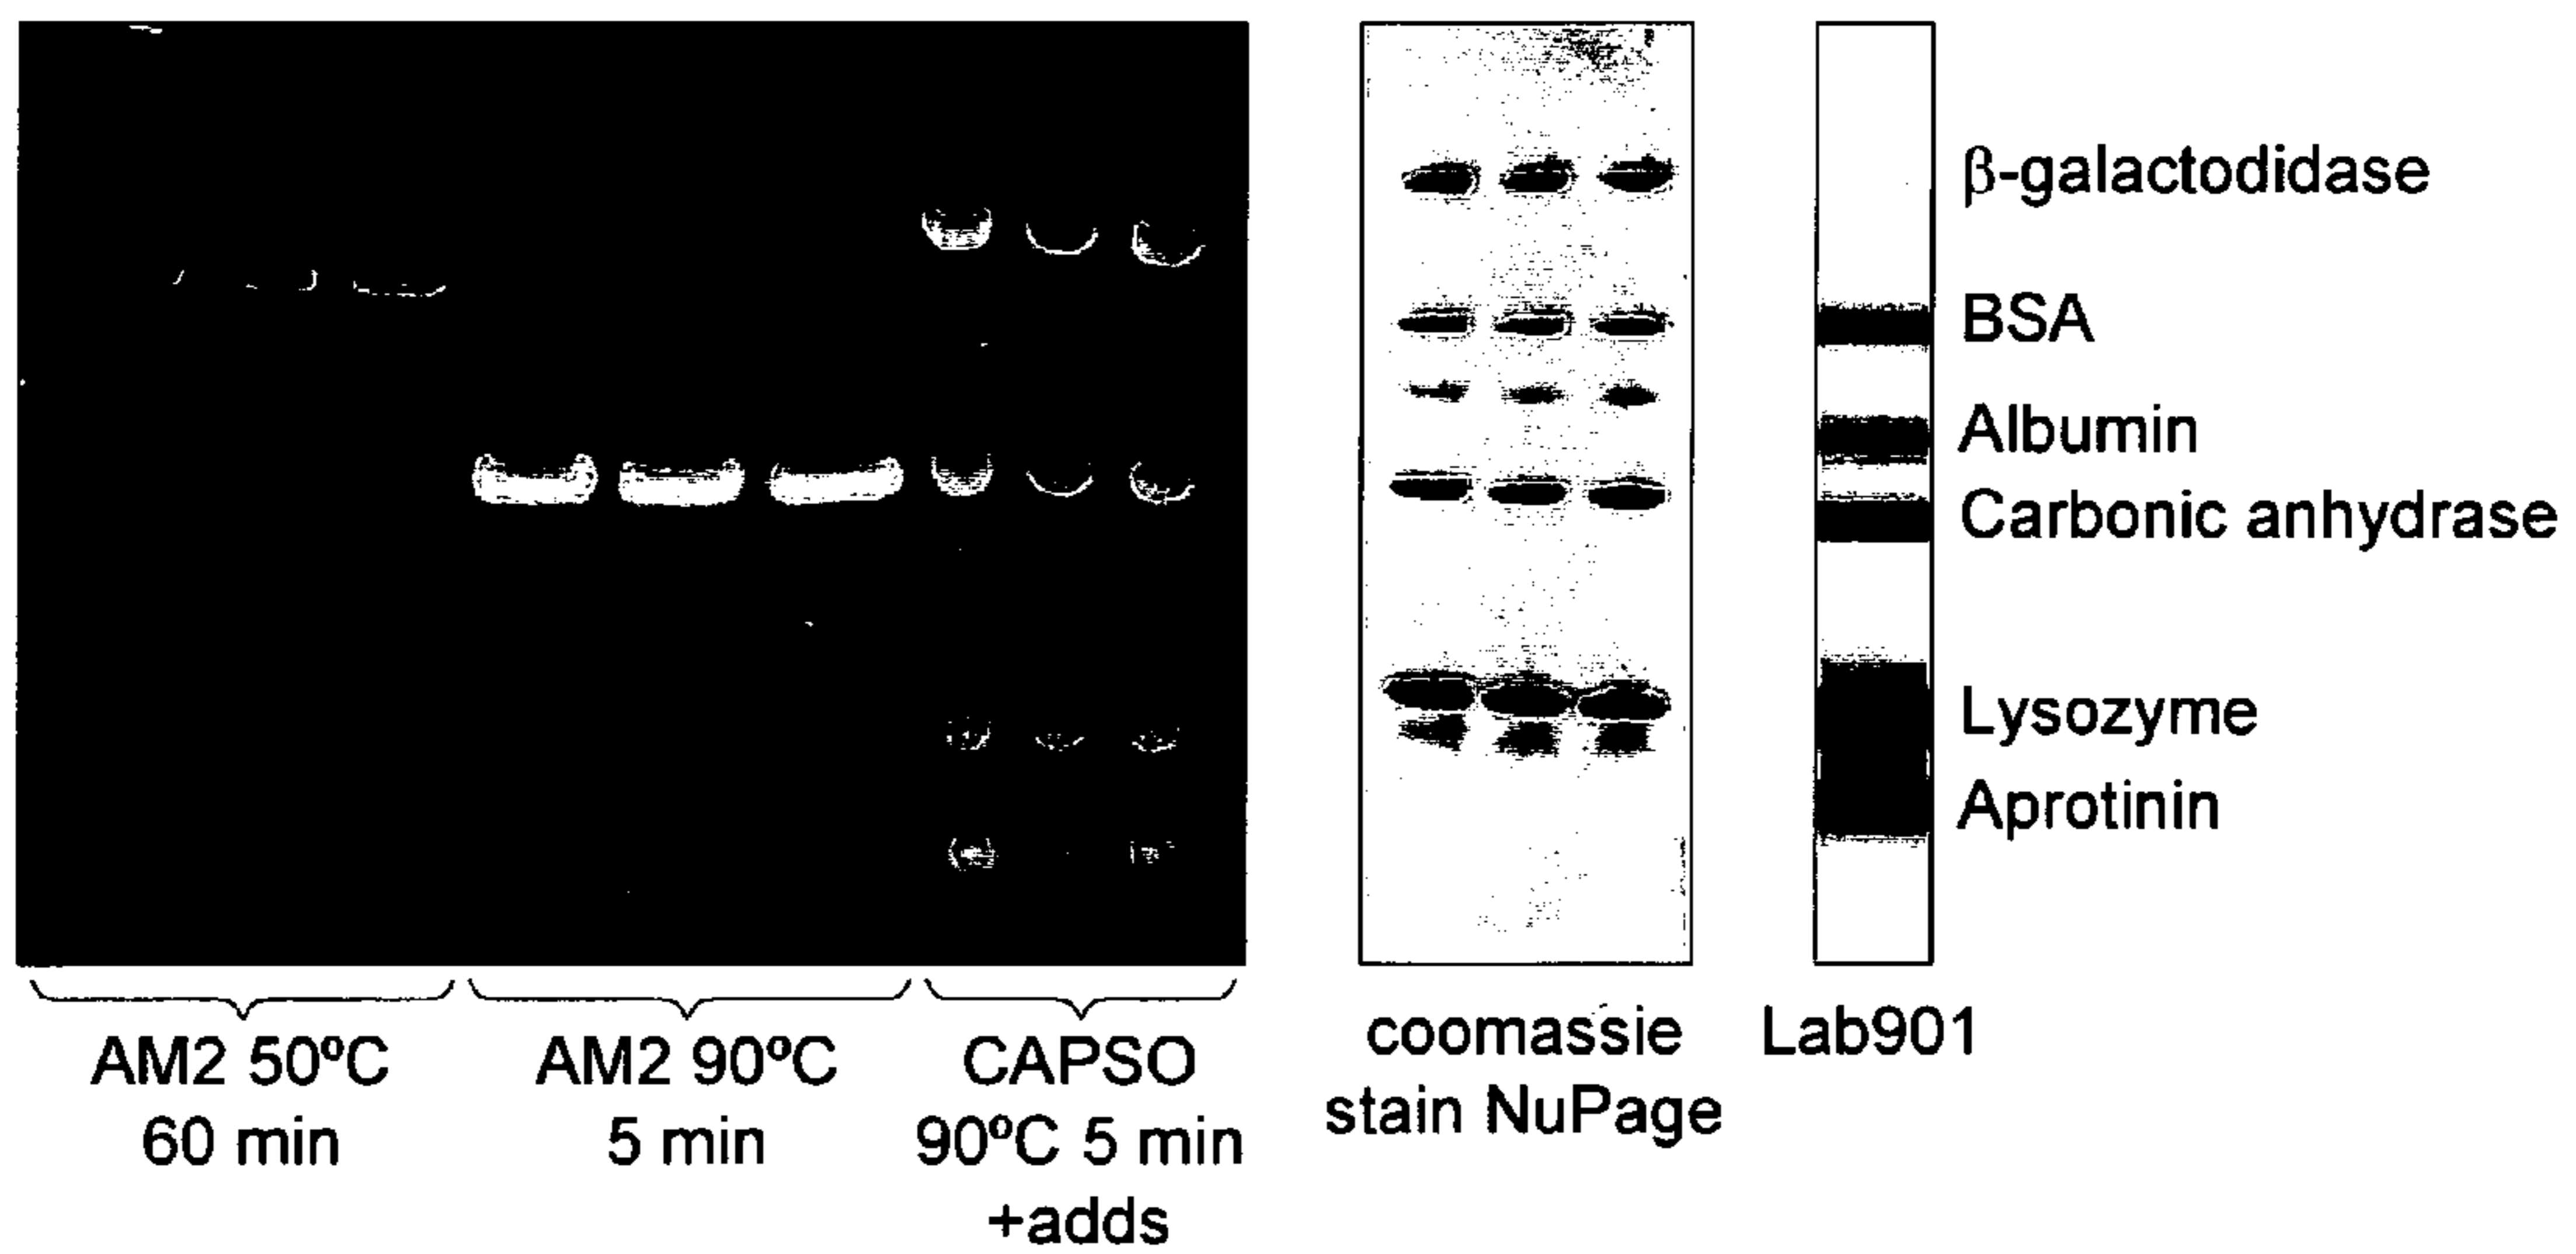 β-galactodidase
BSA
Albumin
Carbonic anhydrase
Lysozyme
Aprotinin
AM2 50ºC
60 min
AM2 90ºC
5 min
CAPSO
90ºC 5 min
+adds
coomassie
stain NuPage
Lab901